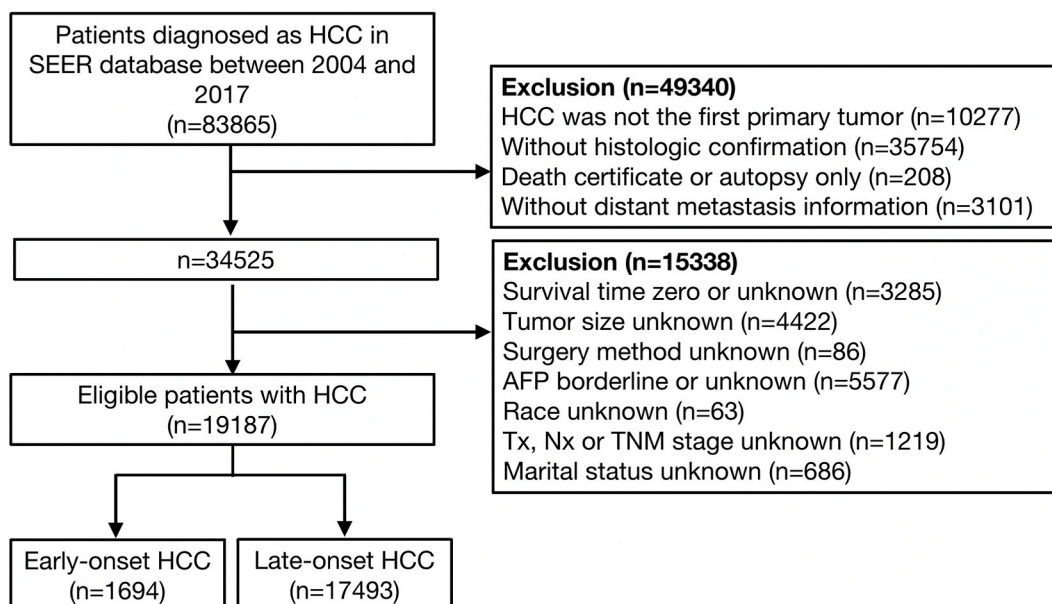 Patients diagnosed as HCC in
SEER database between 2004 and
2017
(n=83865)
Exclusion (n=49340)
HCC was not the first primary tumor (n=10277)
Without histologic confirmation (n=35754)
Death certificate or autopsy only (n=208)
Without distant metastasis information (n=3101)
n=34525
Exclusion (n=15338)
Survival time zero or unknown (n=3285)
Tumor size unknown (n=4422)
Surgery method unknown (n=86)
AFP borderline or unknown (n=5577)
Race unknown (n=63)
Tx, Nx or TNM stage unknown (n=1219)
Marital status unknown (n=686)
Eligible patients with HCC
(n=19187)
Early-onset HCC
(n=1694)
Late-onset HCC
(n=17493)